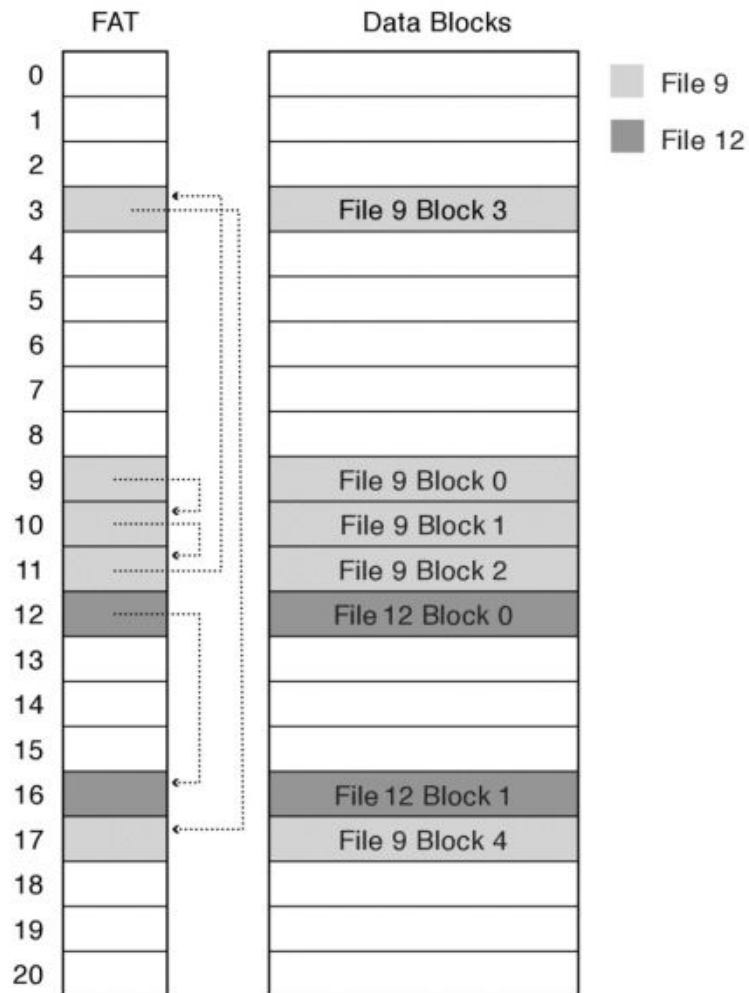 FAT Data Blocks
File 9
File 12
0
1
2
3 File 9 Block 3
4
5
6
7
8
9 File 9 Block 0
10 File 9 Block 1
11 File 9 Block 2
12 File 12 Block 0
13
14
15
16 File 12 Block 1
17 File 9 Block 4
18
19
20